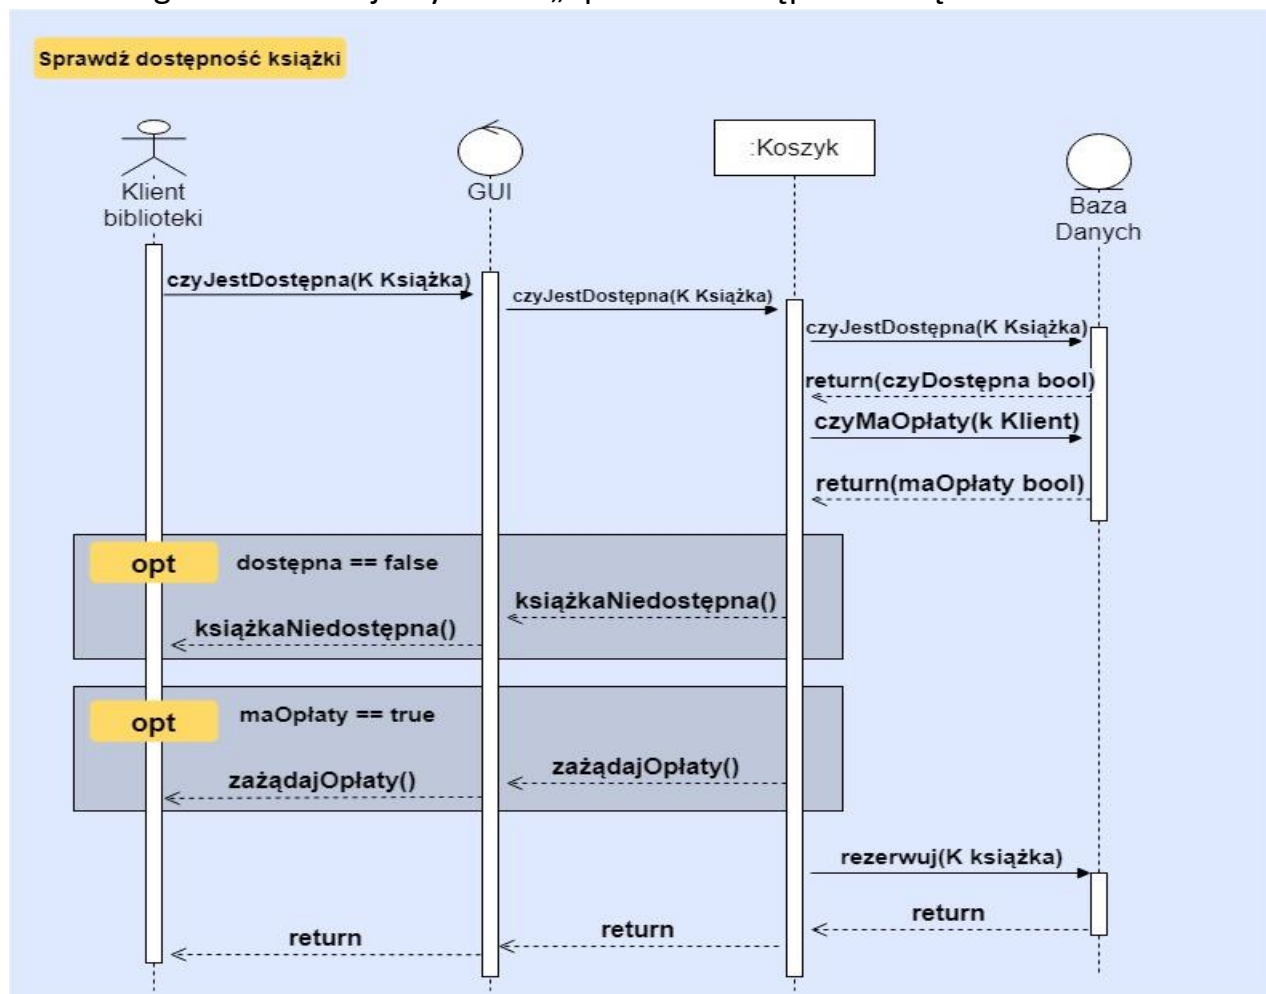 Sprawdź dostępność książki
Klient
biblioteki
GUI
:Koszyk
Baza
Danych
czyJestDostępna(K Książka)
czyJestDostępna(K Książka)
czyJestDostępna(K Książka)
return(czyDostępna bool)
czyMaOpłaty(k Klient)
return(maOpłaty bool)
opt
dostępna == false
książkaNiedostępna()
książkaNiedostępna()
opt
maOpłaty == true
zażądajOpłaty()
zażądajOpłaty()
rezerwuj(K książka)
return
return
return